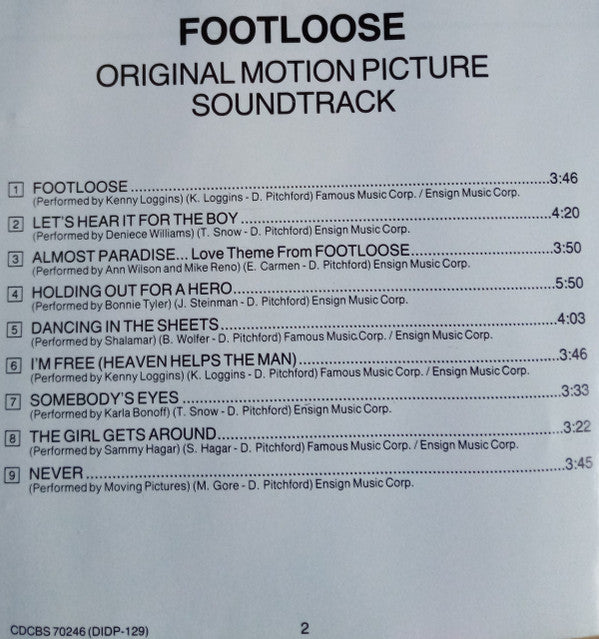 FOOTLOOSE
ORIGINAL MOTION PICTURE
SOUNDTRACK
1 FOOTLOOSE ........ 3:46
(Performed by Kenny Loggins) (K. Loggins - D. Pitchford) Famous Music Corp. / Ensign Music Corp.
2 LET'S HEAR IT FOR THE BOY ........ 4:20
(Performed by Deniece Williams) (T. Snow - D. Pitchford) Ensign Music Corp.
3 ALMOST PARADISE... Love Theme From FOOTLOOSE ........ 3:50
(Performed by Ann Wilson and Mike Reno) (E. Carmen - D. Pitchford) Ensign Music Corp.
4 HOLDING OUT FOR A HERO ........ 5:50
(Performed by Bonnie Tyler) (J. Steinman - D. Pitchford) Ensign Music Corp.
5 DANCING IN THE SHEETS ........ 4:03
(Performed by Shalamar) (B. Wolfer - D. Pitchford) Famous Music Corp. / Ensign Music Corp.
6 I'M FREE (HEAVEN HELPS THE MAN) ........ 3:46
(Performed by Kenny Loggins) (K. Loggins - D. Pitchford) Famous Music Corp. / Ensign Music Corp.
7 SOMEBODY'S EYES ........ 3:33
(Performed by Karla Bonoff) (T. Snow - D. Pitchford) Ensign Music Corp.
8 THE GIRL GETS AROUND ........ 3:22
(Performed by Sammy Hagar) (S. Hagar - D. Pitchford) Famous Music Corp. / Ensign Music Corp.
9 NEVER ........ 3:45
(Performed by Moving Pictures) (M. Gore - D. Pitchford) Ensign Music Corp.
CDCBS 70246 (DIDP-129) 2